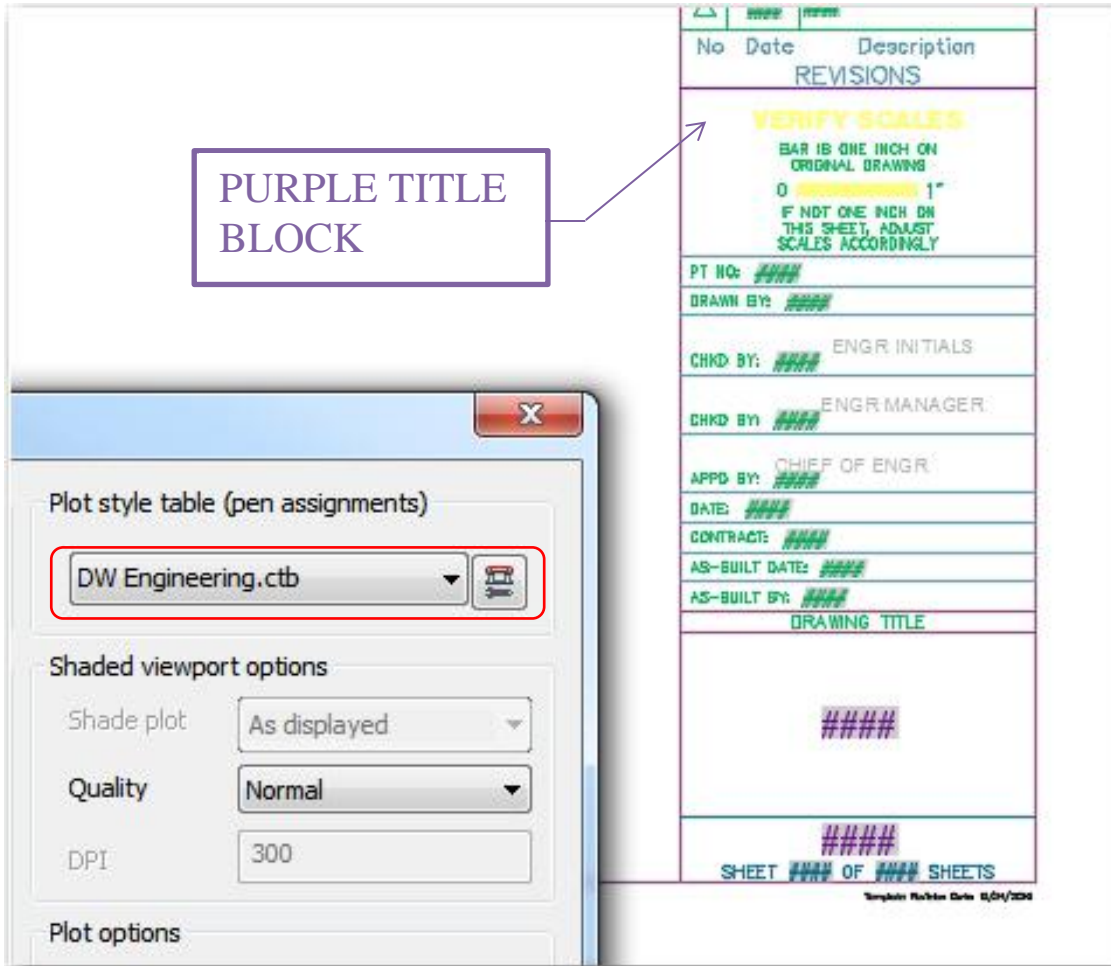 #### ####
No Date Description
REVISIONS
VERIFY SCALES
BAR IS ONE INCH ON
ORIGINAL DRAWING
0 1"
IF NOT ONE INCH ON
THIS SHEET, ADJUST
SCALES ACCORDINGLY
PURPLE TITLE
BLOCK
PT NO: ####
DRAWN BY: ####
ENGR INITIALS
CHKD BY: ####
ENGR MANAGER
CHKD BY: ####
CHIEF OF ENGR
APPD BY: ####
DATE: ####
CONTRACT: ####
AS-BUILT DATE: ####
AS-BUILT BY: ####
DRAWING TITLE
####
####
SHEET #### OF #### SHEETS
Template Revision Date
X
Plot style table (pen assignments)
DW Engineering.ctb
Shaded viewport options
Shade plot As displayed
Quality Normal
DPI 300
Plot options